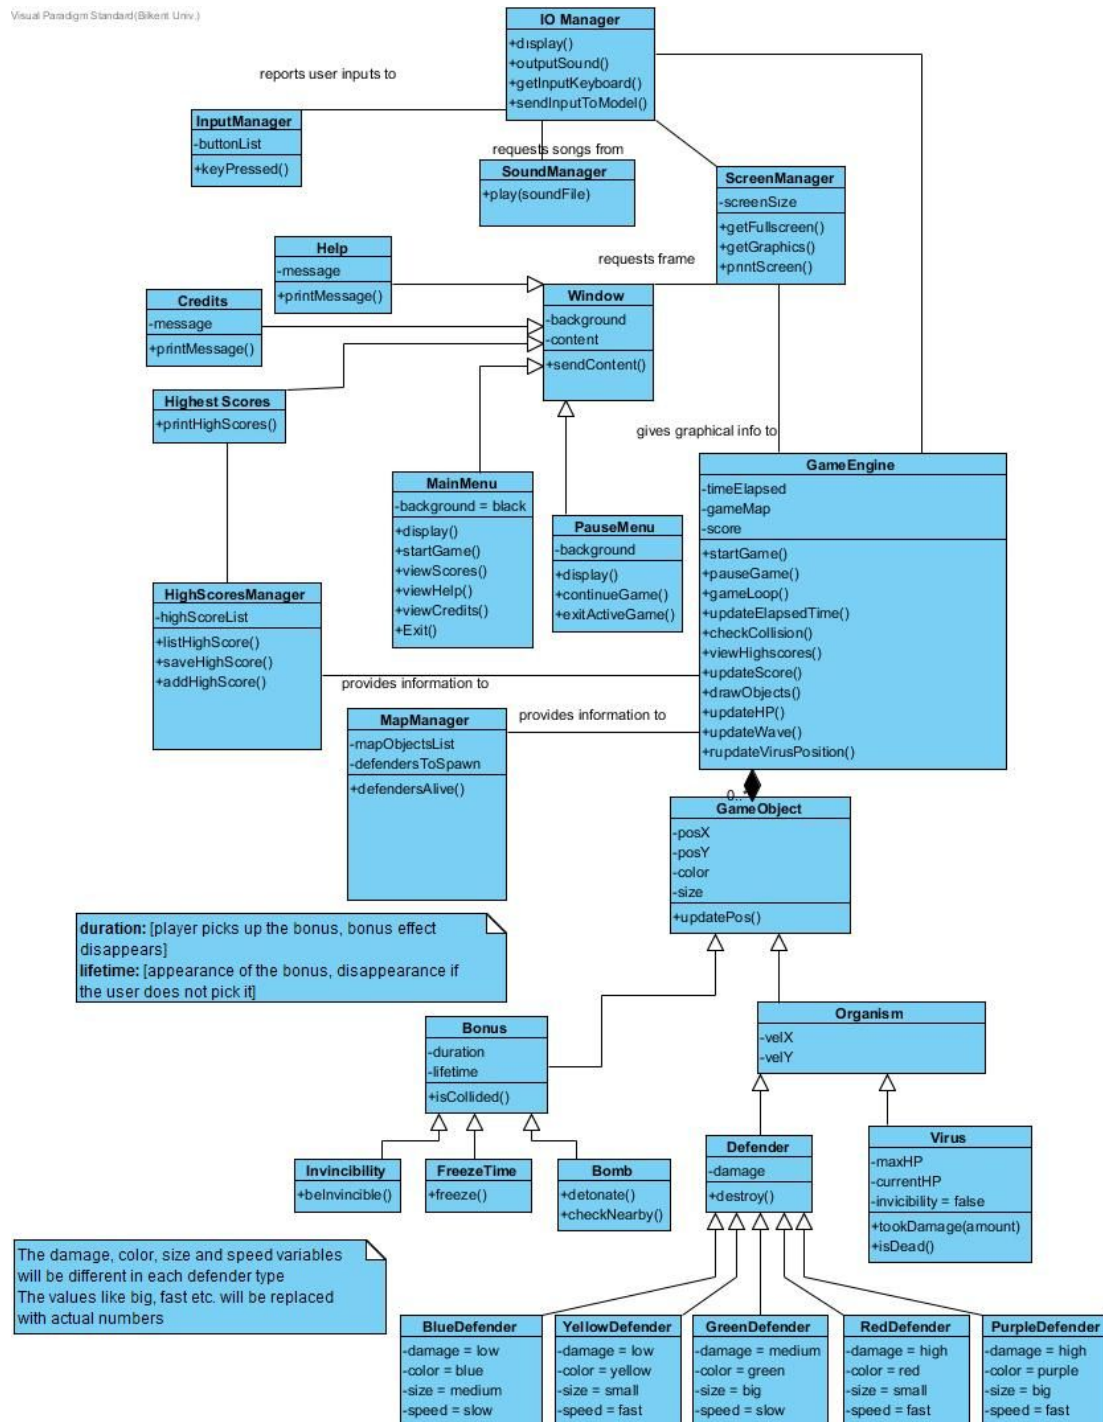 Visual Paradigm Standard(Bilkent Univ.)
IO Manager
+display()
+outputSound()
+getInputKeyboard()
+sendInputToModel()
reports user inputs to
InputManager
-buttonList
+keyPressed()
requests songs from
SoundManager
+play(soundFile)
ScreenManager
-screenSize
+getFullscreen()
+getGraphics()
+printScreen()
Help
-message
+printMessage()
requests frame
Window
-background
-content
+sendContent()
Credits
-message
+printMessage()
Highest Scores
+printHighScores()
gives graphical info to
MainMenu
-background = black
+display()
+startGame()
+viewScores()
+viewHelp()
+viewCredits()
+Exit()
PauseMenu
-background
+display()
+continueGame()
+exitActiveGame()
GameEngine
-timeElapsed
-gameMap
-score
+startGame()
+pauseGame()
+gameLoop()
+updateElapsedTime()
+checkCollision()
+viewHighscores()
+updateScore()
+drawObjects()
+updateHP()
+updateWave()
+rupdateVirusPosition()
HighScoresManager
-highScoreList
+listHighScore()
+saveHighScore()
+addHighScore()
provides information to
MapManager
-mapObjectsList
-defendersToSpawn
+defendersAlive()
provides information to
0..*
GameObject
-posX
-posY
-color
-size
+updatePos()
duration: [player picks up the bonus, bonus effect
disappears]
lifetime: [appearance of the bonus, disappearance if
the user does not pick it]
Bonus
-duration
-lifetime
+isCollided()
Organism
-velX
-velY
Invincibility
+beInvincible()
FreezeTime
+freeze()
Bomb
+detonate()
+checkNearby()
Defender
-damage
+destroy()
Virus
-maxHP
-currentHP
-invicibility = false
+tookDamage(amount)
+isDead()
The damage, color, size and speed variables
will be different in each defender type
The values like big, fast etc. will be replaced
with actual numbers
BlueDefender
-damage = low
-color = blue
-size = medium
-speed = slow
YellowDefender
-damage = low
-color = yellow
-size = small
-speed = fast
GreenDefender
-damage = medium
-color = green
-size = big
-speed = slow
RedDefender
-damage = high
-color = red
-size = small
-speed = fast
PurpleDefender
-damage = high
-color = purple
-size = big
-speed = fast